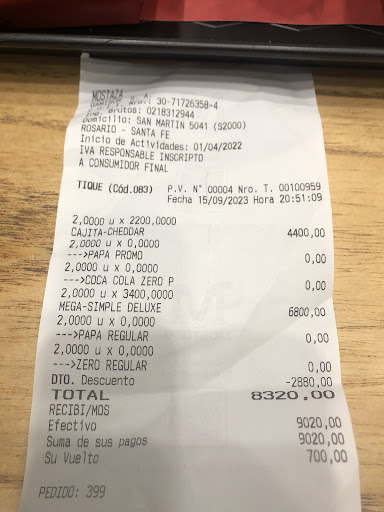 MOSTAZA
30-71726358-4
Ing. Brutos: 0218312944
Domicilio: SAN MARTIN 5041 (S2000)
ROSARIO - SANTA FE
Inicio de Actividades: 01/04/2022
IVA RESPONSABLE INSCRIPTO
A CONSUMIDOR FINAL
TIQUE (Cód.083) P.V. N° 00004 Nro. T. 00100959
Fecha 15/09/2023 Hora 20:51:09
2,0000 u x 2200,0000
CAJITA-CHEDDAR 4400,00
2,0000 u x 0,0000
--->PAPA PROMO 0,00
2,0000 u x 0,0000
--->COCA COLA ZERO P 0,00
2,0000 u x 3400,0000
MEGA-SIMPLE DELUXE 6800,00
2,0000 u x 0,0000
--->PAPA REGULAR 0,00
2,0000 u x 0,0000
--->ZERO REGULAR 0,00
DTO. Descuento -2880,00
TOTAL 8320,00
RECIBI/MOS
Efectivo 9020,00
Suma de sus pagos 9020,00
Su Vuelto 700,00
PEDIDO: 399